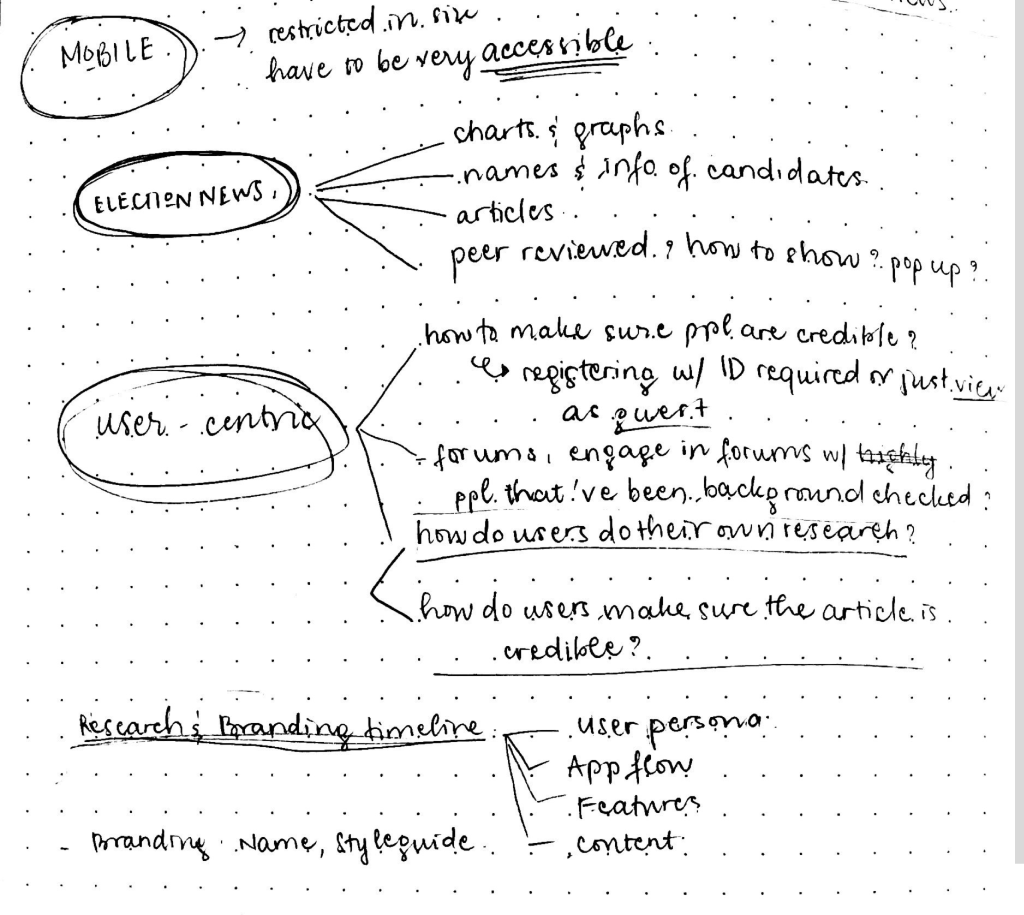 MOBILE. → restricted in size
have to be very accessible
charts & graphs
names & info of candidates
ELECTION NEWS
articles
peer reviewed? how to show? pop up?
how to make sure ppl are credible?
↳ registering w/ ID required or just view
as guest
user-centric
- forums, engage in forums w/ highly
ppl that've been background checked?
how do users do their own research?
how do users make sure the article is
credible?
Research & Branding timeline
user persona
App flow
Features
- Branding Name, Styleguide
- content